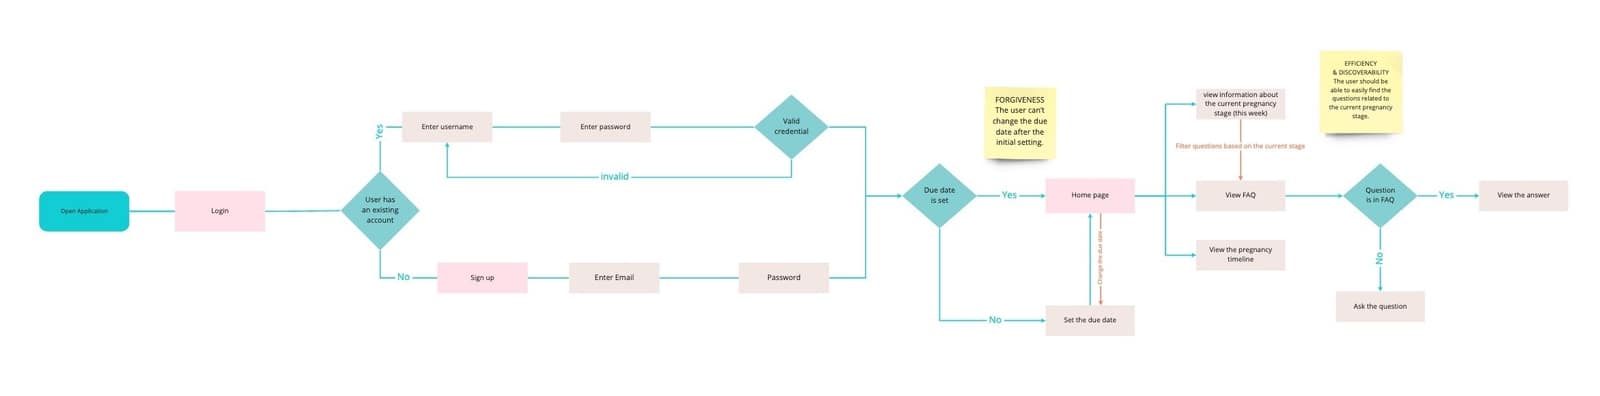 Open Application
Login
User has
an existing
account
Yes
Enter username
Enter password
Valid
credential
invalid
No
Sign up
Enter Email
Password
Due date
is set
Yes
No
FORGIVENESS
The user can't
change the due
date after the
initial setting.
Home page
Change the due date
Set the due date
view information about
the current pregnancy
stage (this week)
Filter questions based on the current stage
View FAQ
View the pregnancy
timeline
EFFICIENCY
& DISCOVERABILITY
The user should be
able to easily find the
questions related to
the current pregnancy
stage.
Question
is in FAQ
Yes
View the answer
No
Ask the question